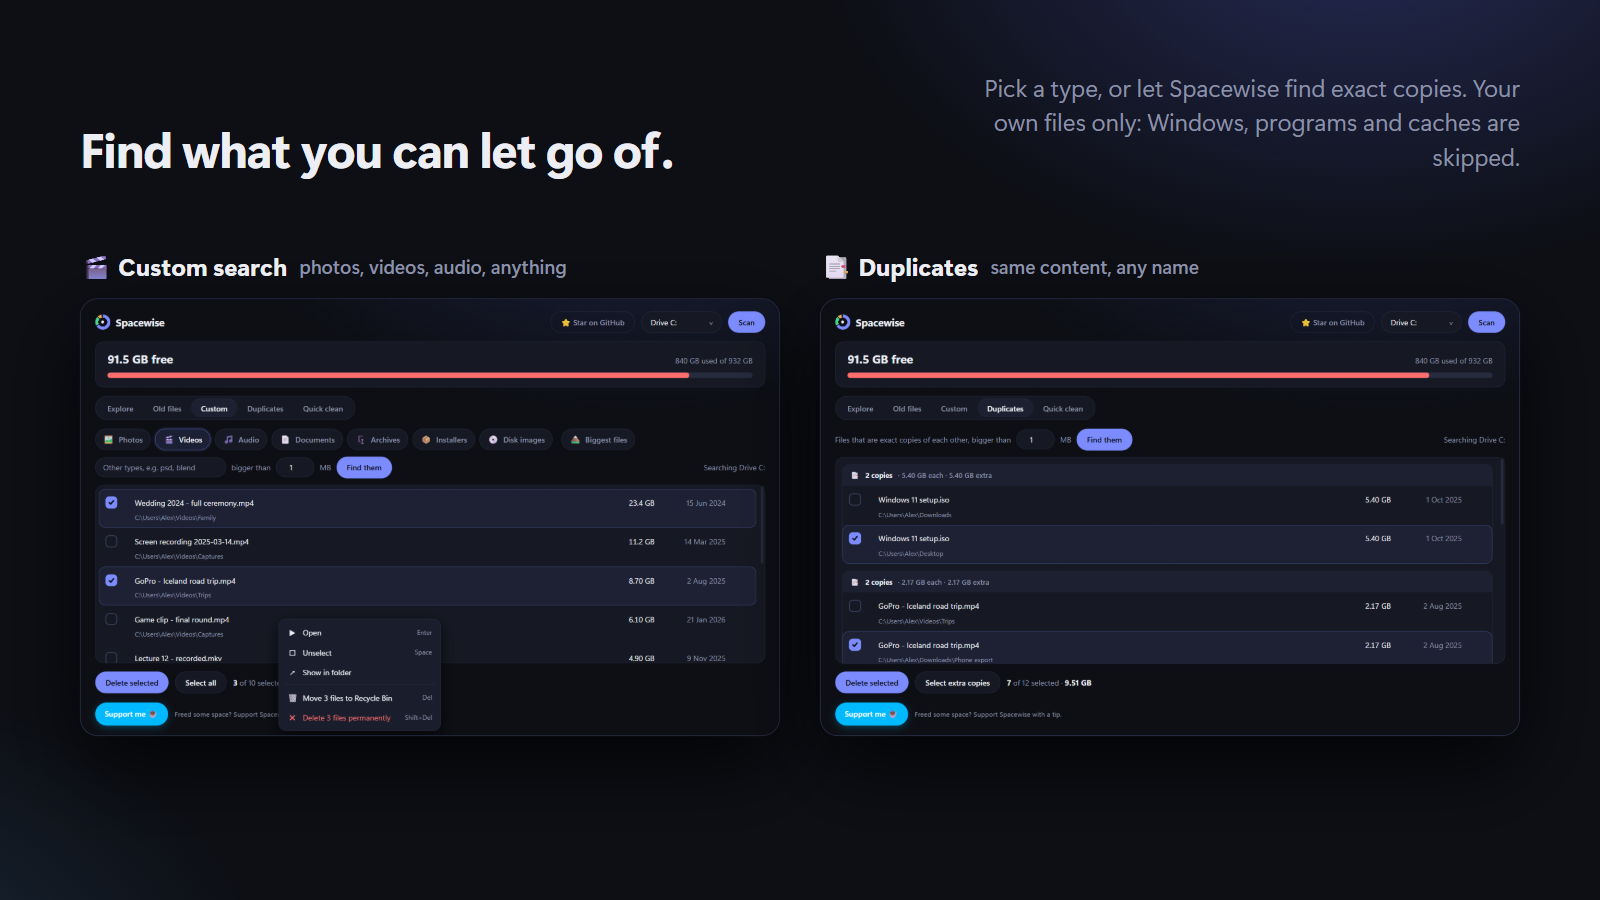 Find what you can let go of.
Pick a type, or let Spacewise find exact copies. Your
own files only: Windows, programs and caches are
skipped.
Custom search photos, videos, audio, anything
Spacewise
Star on GitHub
Drive C:
Scan
91.5 GB free
840 GB used of 932 GB
Explore Old files Custom Duplicates Quick clean
Photos Videos Audio Documents Archives Installers Disk images Biggest files
Other types, e.g. psd, blend bigger than 1 MB Find them Searching Drive C:
Wedding 2024 - full ceremony.mp4 23.4 GB 15 Jun 2024
C:\Users\Alex\Videos\Family
Screen recording 2025-03-14.mp4 11.2 GB 14 Mar 2025
C:\Users\Alex\Videos\Captures
GoPro - Iceland road trip.mp4 8.70 GB 2 Aug 2025
C:\Users\Alex\Videos\Trips
Game clip - final round.mp4 6.10 GB 21 Jan 2026
C:\Users\Alex\Videos\Captures
Lecture 12 - recorded.mkv 4.90 GB 9 Nov 2025
Open Enter
Unselect Space
Show in folder
Move 3 files to Recycle Bin Del
Delete 3 files permanently Shift+Del
Delete selected Select all 3 of 10
Support me Freed some space? Support
Duplicates same content, any name
Spacewise
Star on GitHub
Drive C:
Scan
91.5 GB free
840 GB used of 932 GB
Explore Old files Custom Duplicates Quick clean
Files that are exact copies of each other, bigger than 1 MB Find them Searching Drive C:
2 copies · 5.40 GB each · 5.40 GB extra
Windows 11 setup.iso 5.40 GB 1 Oct 2025
C:\Users\Alex\Downloads
Windows 11 setup.iso 5.40 GB 1 Oct 2025
C:\Users\Alex\Desktop
2 copies · 2.17 GB each · 2.17 GB extra
GoPro - Iceland road trip.mp4 2.17 GB 2 Aug 2025
C:\Users\Alex\Videos\Trips
GoPro - Iceland road trip.mp4 2.17 GB 2 Aug 2025
C:\Users\Alex\Downloads\Phone export
Delete selected Select extra copies 7 of 12 selected · 9.51 GB
Support me Freed some space? Support Spacewise with a tip.